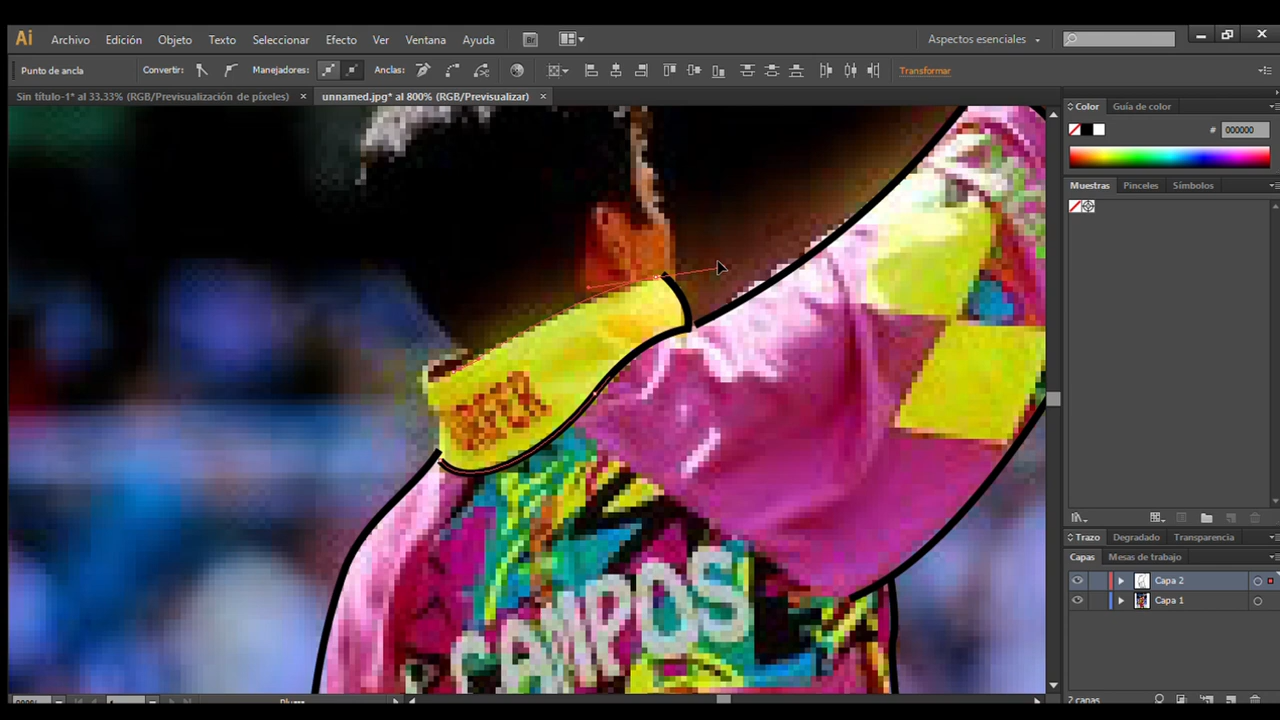 Ai Archivo Edición Objeto Texto Seleccionar Efecto Ver Ventana Ayuda Br Aspectos esenciales
Punto de ancla Convertir: Manejadores: Anclas: Transformar
Sin título-1* al 33.33% (RGB/Previsualización de píxeles) × unnamed.jpg* al 800% (RGB/Previsualizar) ×
Color Guía de color
# 000000
Muestras Pinceles Símbolos
Trazo Degradado Transparencia
Capas Mesas de trabajo
Capa 2
Capa 1
2 capas
CAMPOS